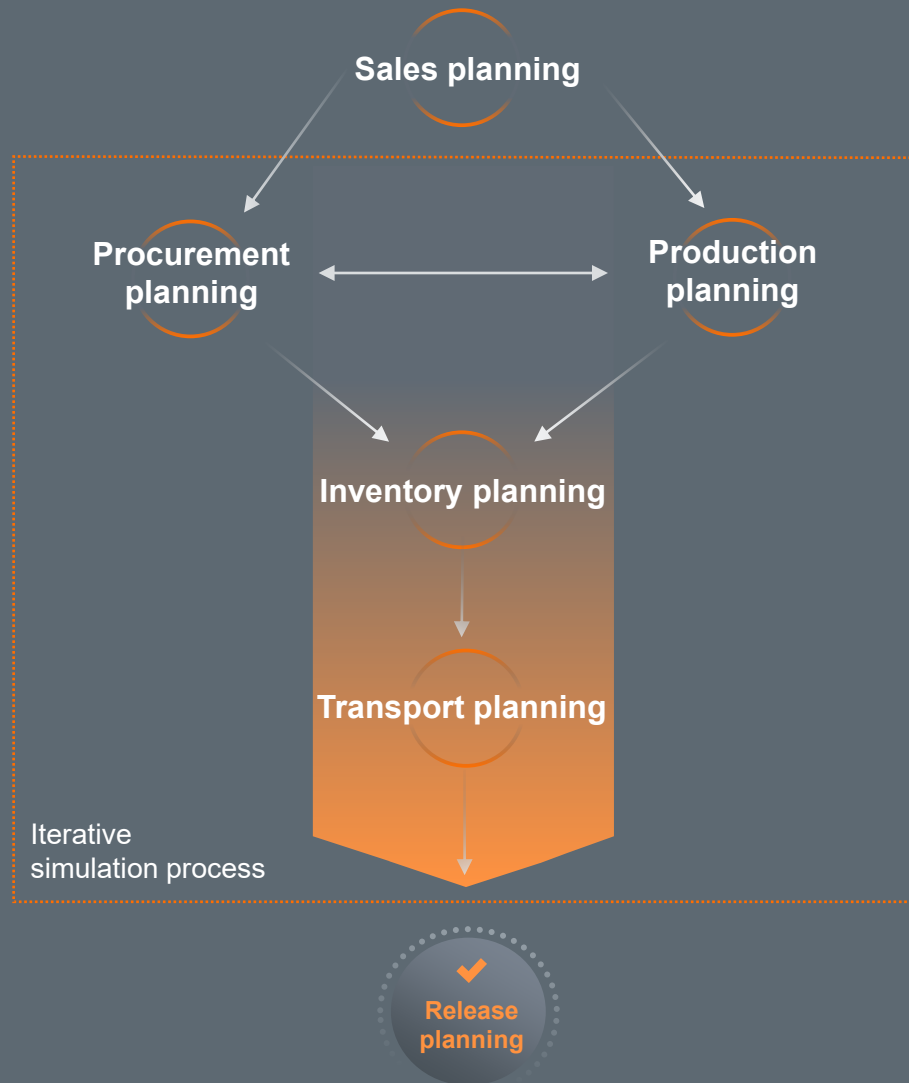 Sales planning
Procurement
planning
Production
planning
Inventory planning
Transport planning
Iterative
simulation process
Release
planning